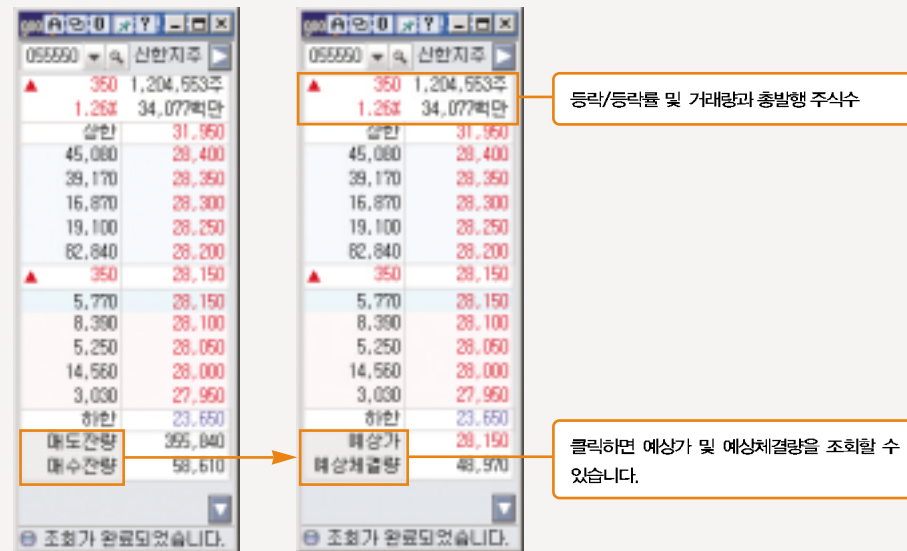 055550 신한지주
▲ 350 1,204,553주
1.26% 34,077백만
상한 31,950
45,080 28,400
39,170 28,350
16,870 28,300
19,100 28,250
82,840 28,200
▲ 350 28,150
5,770 28,150
8,390 28,100
5,250 28,050
14,560 28,000
3,030 27,950
하한 23,650
매도잔량 395,840
매수잔량 58,610
조회가 완료되었습니다.
055550 신한지주
▲ 350 1,204,553주
1.26% 34,077백만
상한 31,950
45,080 28,400
39,170 28,350
16,870 28,300
19,100 28,250
82,840 28,200
▲ 350 28,150
5,770 28,150
8,390 28,100
5,250 28,050
14,560 28,000
3,030 27,950
하한 23,650
예상가 28,150
예상체결량 48,970
조회가 완료되었습니다.
등락/등락률 및 거래량과 총발행 주식수
클릭하면 예상가 및 예상체결량을 조회할 수
있습니다.